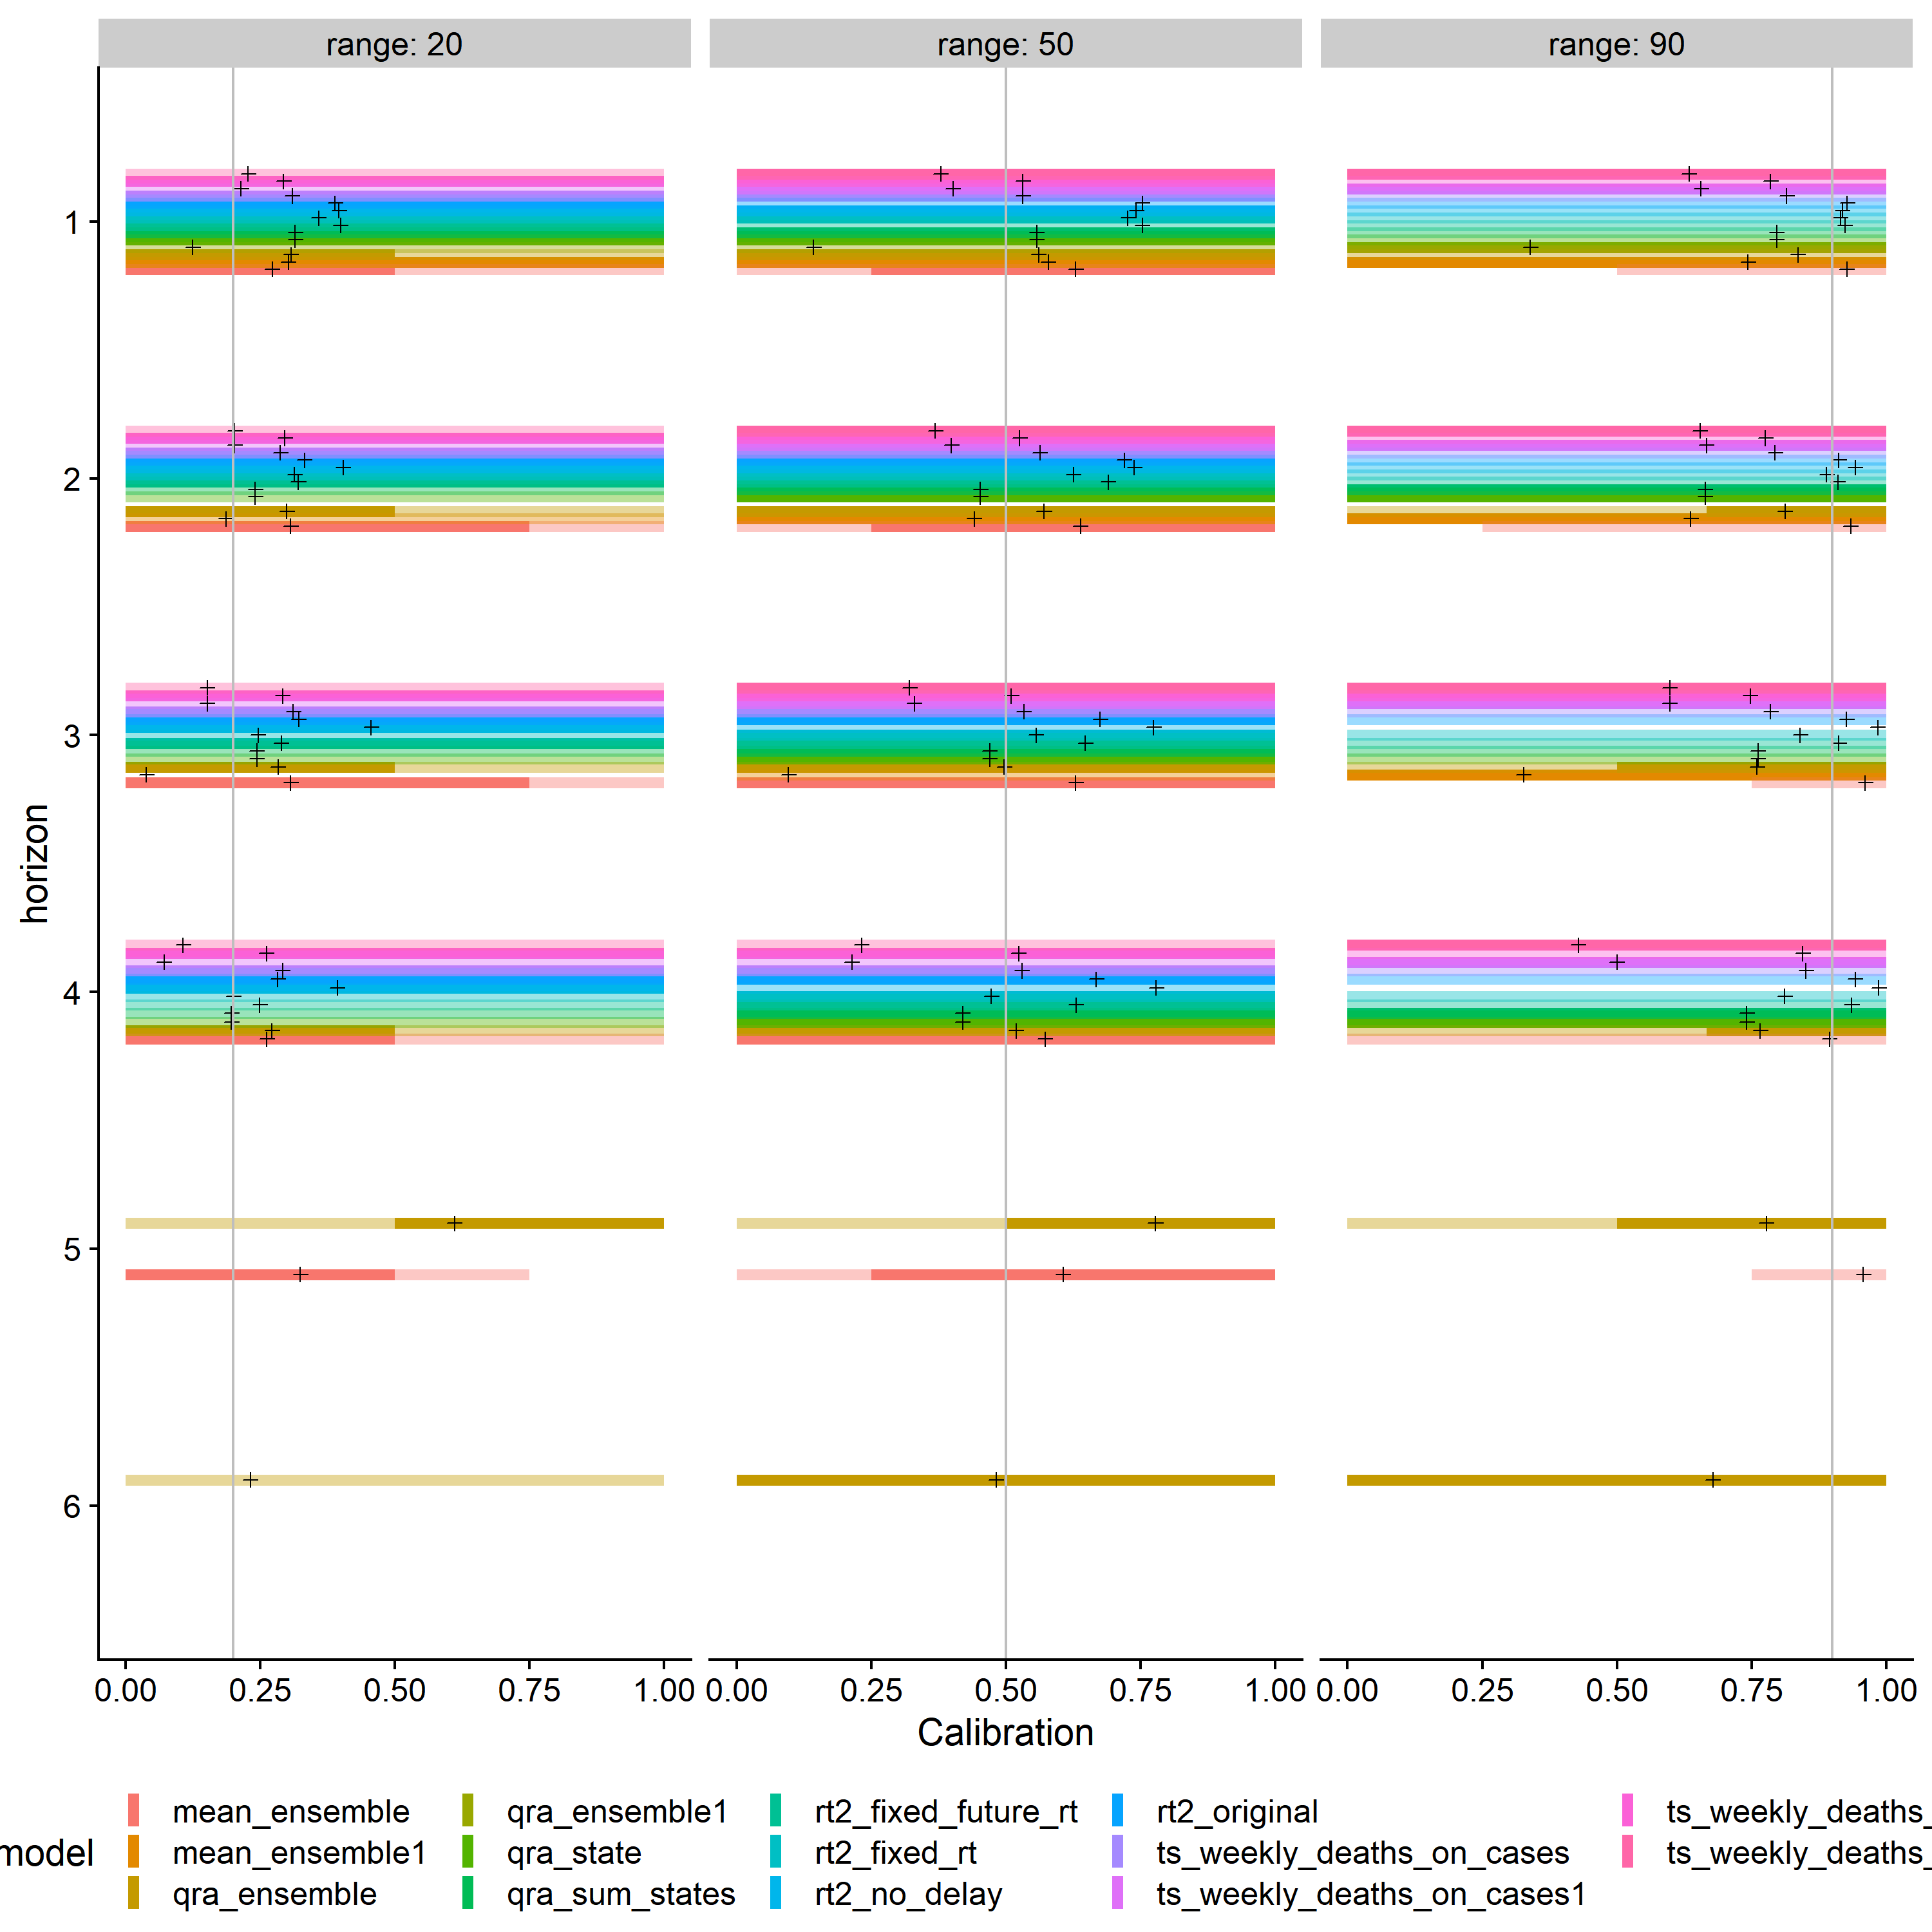 range: 20 range: 50 range: 90
horizon
1
2
3
4
5
6
0.00 0.25 0.50 0.75 1.00 0.00 0.25 0.50 0.75 1.00 0.00 0.25 0.50 0.75 1.00
Calibration
model
mean_ensemble qra_ensemble1 rt2_fixed_future_rt rt2_original ts_weekly_deaths_
mean_ensemble1 qra_state rt2_fixed_rt ts_weekly_deaths_on_cases ts_weekly_deaths_
qra_ensemble qra_sum_states rt2_no_delay ts_weekly_deaths_on_cases1